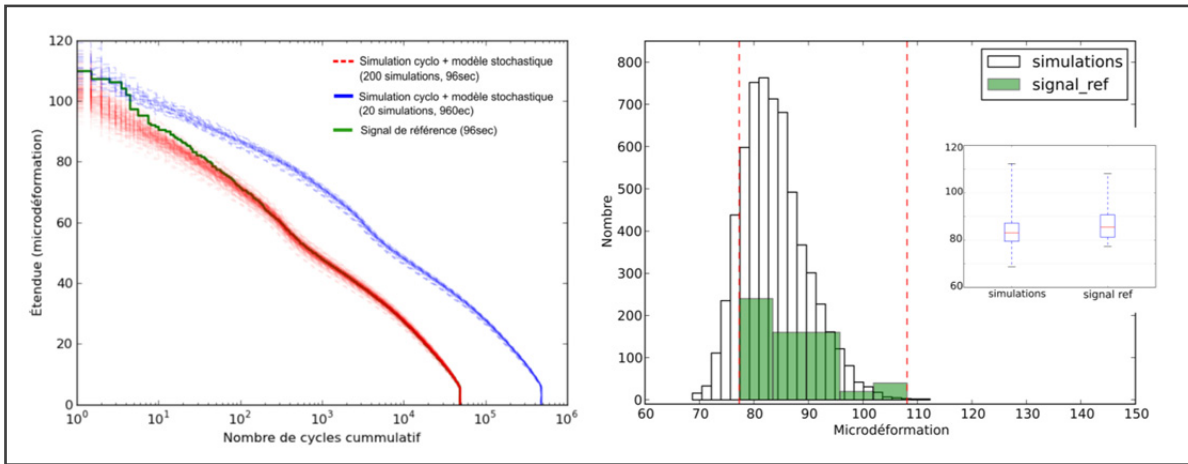 120
100
80
60
40
20
0
10^0
10^1
10^2
10^3
10^4
10^5
10^6
Étendue (microdéformation)
Nombre de cycles cummulatif
Simulation cyclo + modèle stochastique
(200 simulations, 96sec)
Simulation cyclo + modèle stochastique
(20 simulations, 960ec)
Signal de référence (96sec)
800
700
600
500
400
300
200
100
0
60
70
80
90
100
110
120
130
140
150
Nombre
Microdéformation
simulations
signal_ref
120
100
80
60
simulations
signal ref